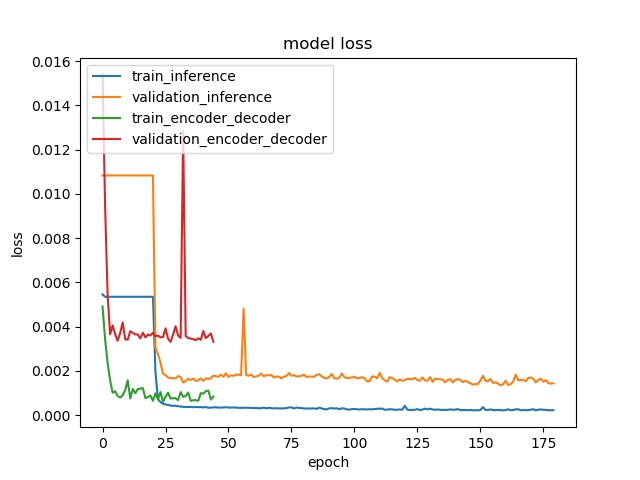 model loss
0.016
0.014
0.012
0.010
0.008
0.006
0.004
0.002
0.000
loss
train_inference
validation_inference
train_encoder_decoder
validation_encoder_decoder
0 25 50 75 100 125 150 175
epoch